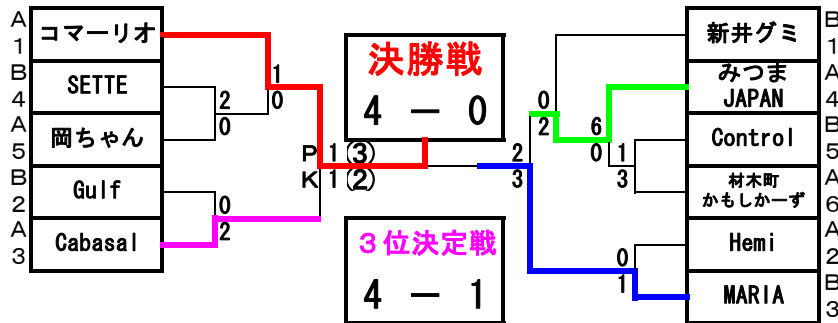 A
1
コマーリオ
B
4
SETTE
A
5
岡ちゃん
B
2
Gulf
A
3
Cabasal
1
0
2
0
0
2
P 1 (3)
K 1 (2)
決勝戦
4 － 0
3位決定戦
4 － 1
0
2
6
0
1
3
2
3
0
1
新井グミ
B
1
みつま
JAPAN
A
4
Control
B
5
材木町
かもしかーず
A
6
Hemi
A
2
MARIA
B
3